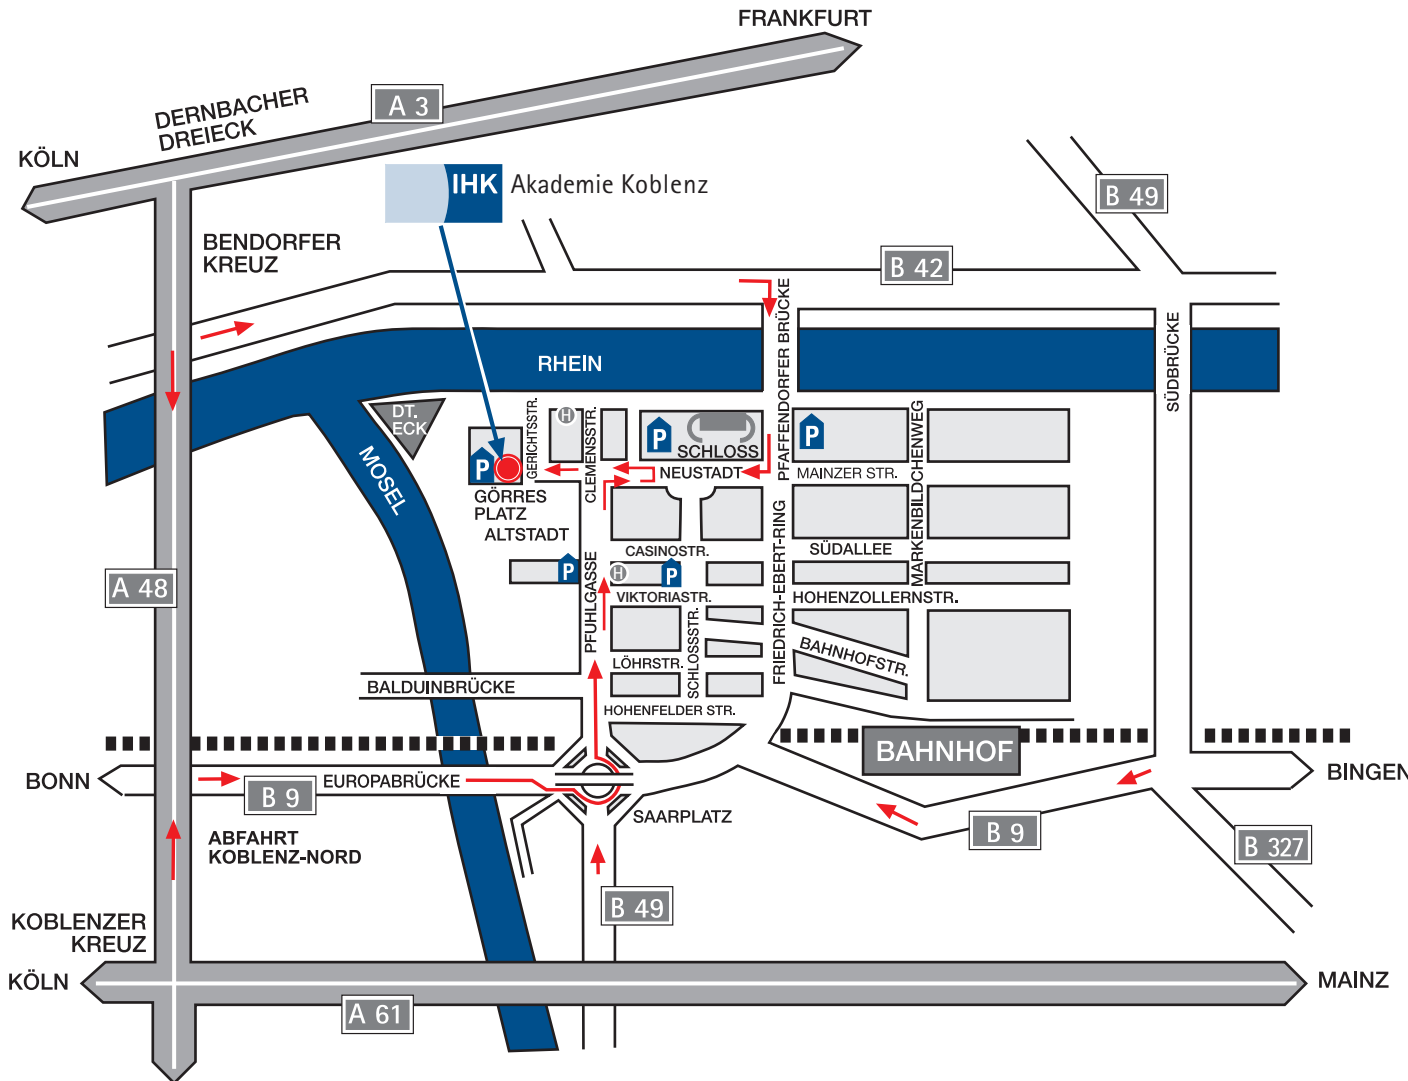 FRANKFURT
A 3
DERNBACHER
DREIECK
KÖLN
IHK Akademie Koblenz
B 49
BENDORFER
KREUZ
B 42
PFAFFENDORFER BRÜCKE
SÜDBRÜCKE
RHEIN
DT.
ECK
MOSEL
GERICHTSSTR.
H
CLEMENSSTR.
P
SCHLOSS
P
MARKENBILDCHENWEG
P
NEUSTADT
MAINZER STR.
GÖRRES
PLATZ
ALTSTADT
FRIEDRICH-EBERT-RING
CASINOSTR.
SÜDALLEE
P
PFUHLGASSE
H
P
A 48
VIKTORIASTR.
HOHENZOLLERNSTR.
SCHLOSSSTR.
BAHNHOFSTR.
LÖHRSTR.
BALDUINBRÜCKE
HOHENFELDER STR.
BAHNHOF
BONN
EUROPABRÜCKE
BINGEN
B 9
SAARPLATZ
B 9
ABFAHRT
KOBLENZ-NORD
B 327
B 49
KOBLENZER
KREUZ
KÖLN
MAINZ
A 61